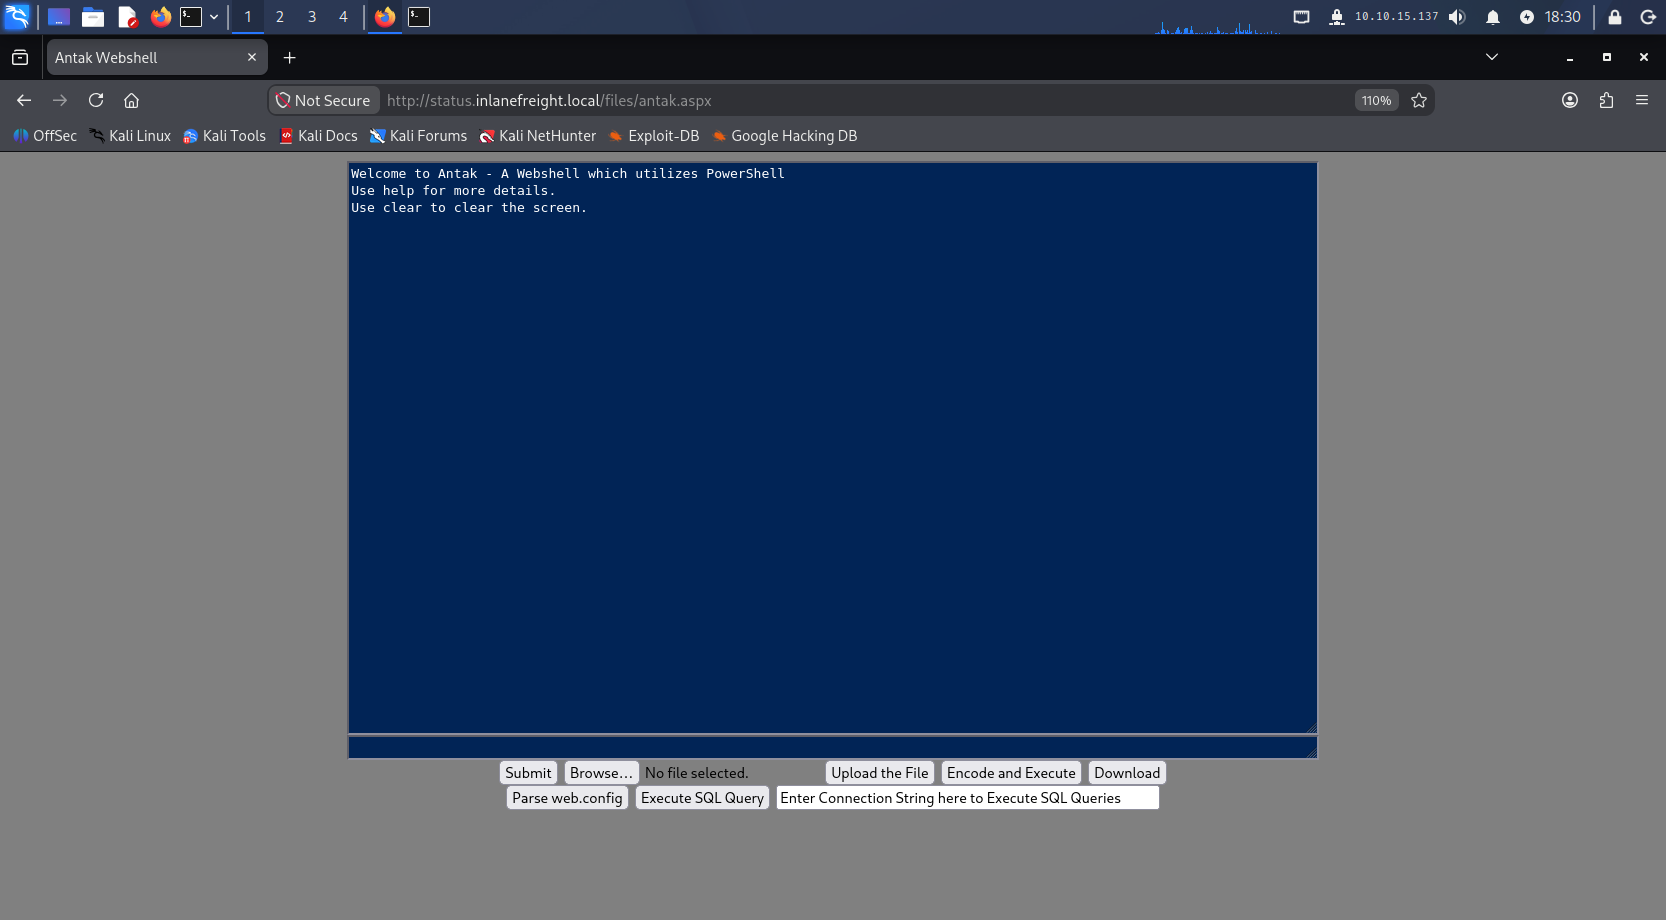 1 2 3 4 10.10.15.137 18:30
Antak Webshell
Not Secure http://status.inlanefreight.local/files/antak.aspx 110%
OffSec Kali Linux Kali Tools Kali Docs Kali Forums Kali NetHunter Exploit-DB Google Hacking DB
Welcome to Antak - A Webshell which utilizes PowerShell
Use help for more details.
Use clear to clear the screen.
Submit Browse... No file selected. Upload the File Encode and Execute Download
Parse web.config Execute SQL Query Enter Connection String here to Execute SQL Queries